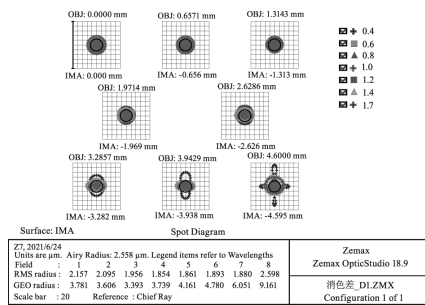 OBJ: 0.0000 mm
OBJ: 0.6571 mm
OBJ: 1.3143 mm
IMA: 0.000 mm
IMA: -0.656 mm
IMA: -1.313 mm
OBJ: 1.9714 mm
OBJ: 2.6286 mm
IMA: -1.969 mm
IMA: -2.626 mm
OBJ: 3.2857 mm
OBJ: 3.9429 mm
OBJ: 4.6000 mm
IMA: -3.282 mm
IMA: -3.938 mm
IMA: -4.595 mm
0.4
0.6
0.8
1.0
1.2
1.4
1.7
Surface: IMA
Spot Diagram
Z7, 2021/6/24
Units are μm. Airy Radius: 2.558 μm. Legend items refer to Wavelengths
Field : 1 2 3 4 5 6 7 8
RMS radius : 2.157 2.095 1.956 1.854 1.861 1.893 1.880 2.598
GEO radius : 3.781 3.606 3.393 3.739 4.161 4.780 6.051 9.161
Scale bar : 20 Reference : Chief Ray
Zemax
Zemax OpticStudio 18.9
消色差_D1.ZMX
Configuration 1 of 1